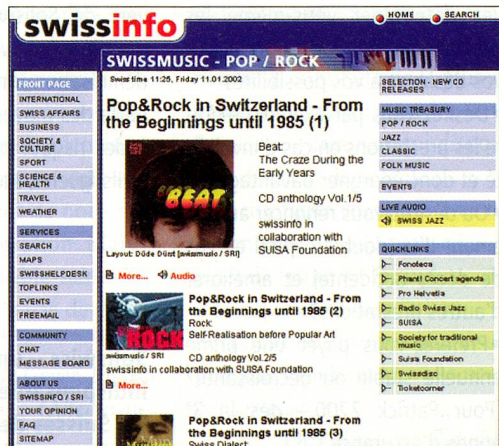 swissinfo
HOME
SEARCH
SWISSMUSIC - POP / ROCK
FRONT PAGE
INTERNATIONAL
SWISS AFFAIRS
BUSINESS
SOCIETY &
CULTURE
SPORT
SCIENCE &
HEALTH
TRAVEL
WEATHER
SERVICES
SEARCH
MAPS
SWISSHELPDESK
TOPLINKS
EVENTS
FREEMAIL
COMMUNITY
CHAT
MESSAGE BOARD
ABOUT US
SWISSINFO / SRI
YOUR OPINION
FAQ
SITEMAP
Swiss time 11:25, Friday 11.01.2002
Pop&Rock in Switzerland - From
the Beginnings until 1985 (1)
BEAT
Beat:
The Craze During the
Early Years
CD anthology Vol.1/5
swissinfo in
collaboration with
SUISA Foundation
Layout: Düde Dürst [swissmusic / SRI]
More... Audio
ROCK
swissmusic / SRI
Pop&Rock in Switzerland - From
the Beginnings until 1985 (2)
Rock:
Self-Realisation before Popular Art
CD anthology Vol.2/5
swissinfo in collaboration with SUISA Foundation
More...
Pop&Rock in Switzerland - From
the Beginnings until 1985 (3)
Swiss Dialect:
SELECTION - NEW CD
RELEASES
MUSIC TREASURY
POP / ROCK
JAZZ
CLASSIC
FOLK MUSIC
EVENTS
LIVE AUDIO
SWISS JAZZ
QUICKLINKS
Fonoteca
Phant! Concert agenda
Pro Helvetia
Radio Swiss Jazz
SUISA
Society for traditional
music
Suisa Foundation
Swissdisc
Ticketcorner